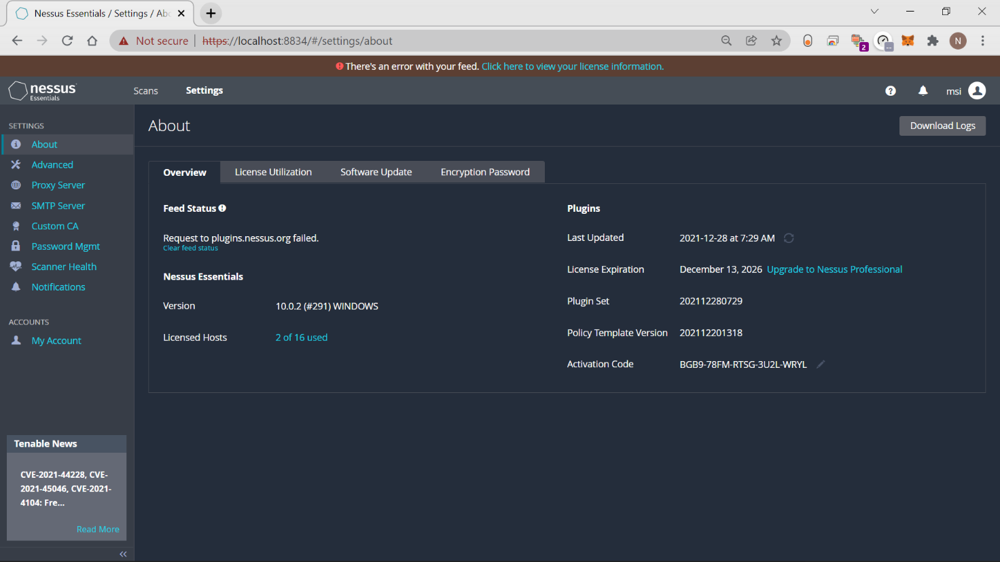 Nessus Essentials / Settings / Abo
Not secure
https://localhost:8834/#/settings/about
2
N
There's an error with your feed. Click here to view your license information.
nessus
Essentials
Scans
Settings
msi
SETTINGS
About
Advanced
Proxy Server
SMTP Server
Custom CA
Password Mgmt
Scanner Health
Notifications
ACCOUNTS
My Account
Tenable News
CVE-2021-44228, CVE-
2021-45046, CVE-2021-
4104: Fre...
Read More
About
Download Logs
Overview
License Utilization
Software Update
Encryption Password
Feed Status
Request to plugins.nessus.org failed.
Clear feed status
Nessus Essentials
Version 10.0.2 (#291) WINDOWS
Licensed Hosts 2 of 16 used
Plugins
Last Updated 2021-12-28 at 7:29 AM
License Expiration December 13, 2026 Upgrade to Nessus Professional
Plugin Set 202112280729
Policy Template Version 202112201318
Activation Code BGB9-78FM-RTSG-3U2L-WRYL